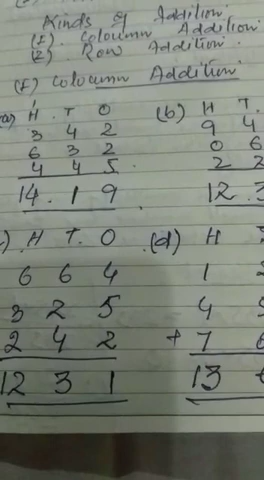 Kinds of Addition
(1). Coloumn Addition
(2). Row Addition.
(1) Coloumn Addition
(a) H . T O (b) H T.
3 4 2 9 4
6 3 2 0 6
4 4 5 2 2
14 . 1 9 12 . 3
H T. O (d) H
6 6 4 1
3 2 5 4
2 4 2 + 7 6
12 3 1 13